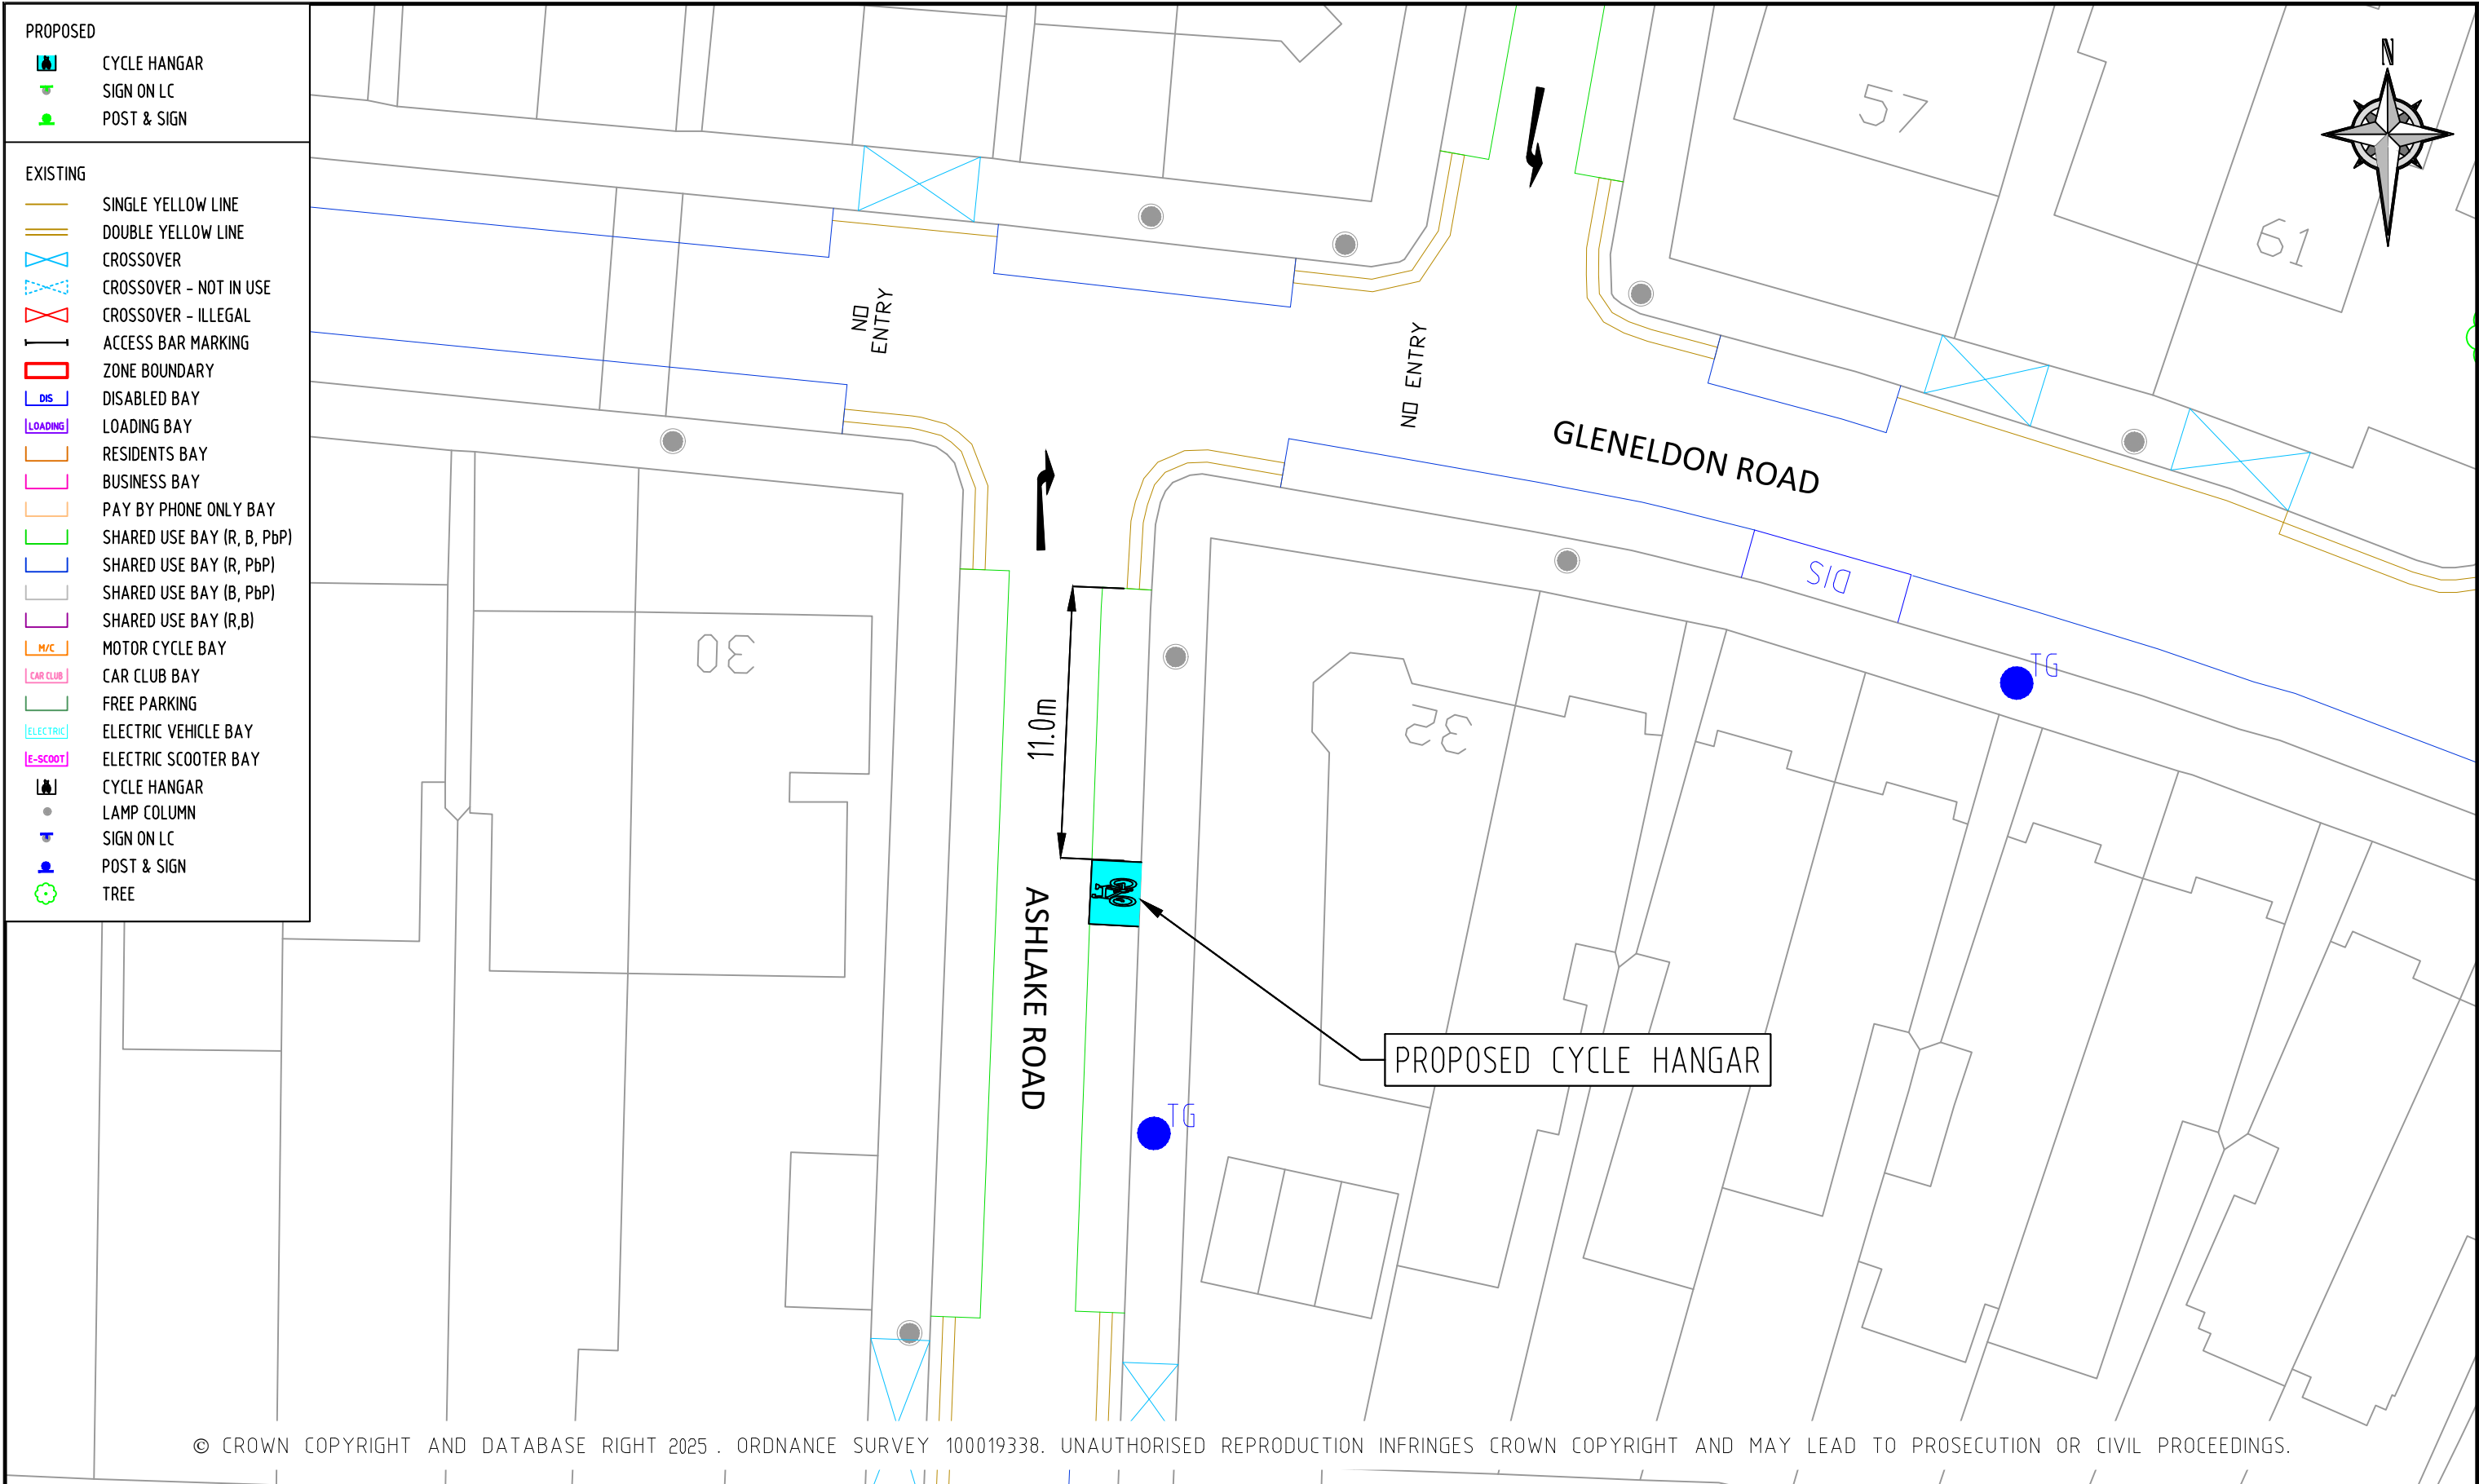 PROPOSED
CYCLE HANGAR
SIGN ON LC
POST & SIGN
EXISTING
SINGLE YELLOW LINE
DOUBLE YELLOW LINE
CROSSOVER
CROSSOVER - NOT IN USE
CROSSOVER - ILLEGAL
ACCESS BAR MARKING
ZONE BOUNDARY
DIS DISABLED BAY
LOADING LOADING BAY
RESIDENTS BAY
BUSINESS BAY
PAY BY PHONE ONLY BAY
SHARED USE BAY (R, B, PbP)
SHARED USE BAY (R, PbP)
SHARED USE BAY (B, PbP)
SHARED USE BAY (R,B)
M/C MOTOR CYCLE BAY
CAR CLUB CAR CLUB BAY
FREE PARKING
ELECTRIC ELECTRIC VEHICLE BAY
E-SCOOT ELECTRIC SCOOTER BAY
CYCLE HANGAR
LAMP COLUMN
SIGN ON LC
POST & SIGN
TREE
N
57
61
NO
ENTRY
NO ENTRY
GLENELDON ROAD
DIS
30
32
TG
11.0m
ASHLAKE ROAD
PROPOSED CYCLE HANGAR
TG
© CROWN COPYRIGHT AND DATABASE RIGHT 2025 . ORDNANCE SURVEY 100019338. UNAUTHORISED REPRODUCTION INFRINGES CROWN COPYRIGHT AND MAY LEAD TO PROSECUTION OR CIVIL PROCEEDINGS.